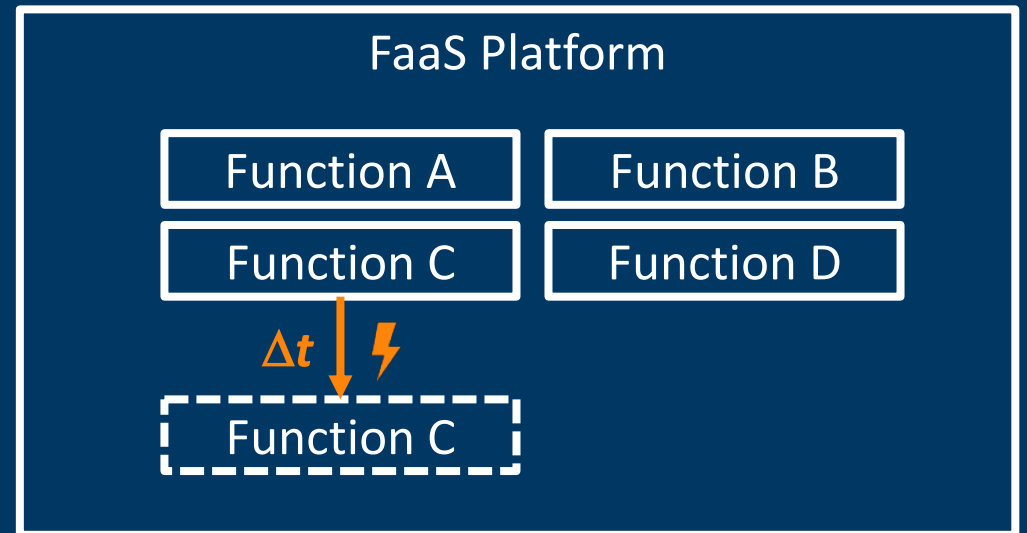 FaaS Platform
Function A
Function B
Function C
Function D
Δt
Function C